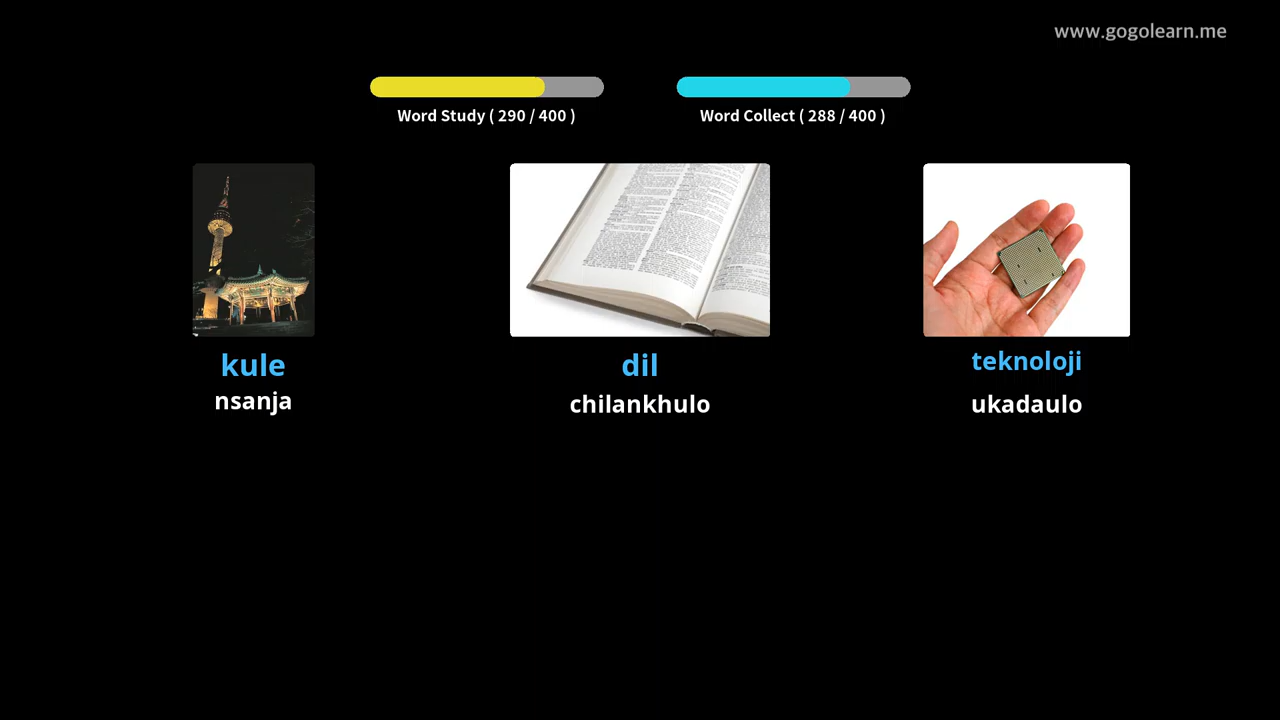 www.gogolearn.me
Word Study ( 290 / 400 )
Word Collect ( 288 / 400 )
kule
nsanja
dil
chilankhulo
teknoloji
ukadaulo